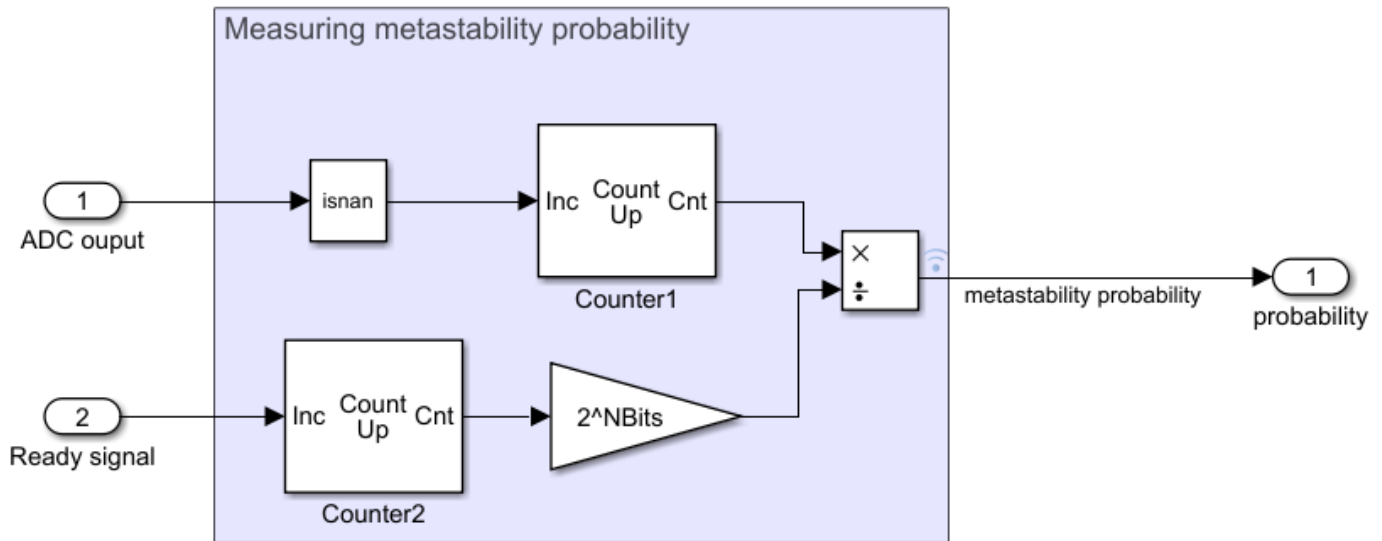 Measuring metastability probability
1
ADC ouput
isnan
Inc
Count
Up
Cnt
Counter1
×
÷
metastability probability
1
probability
2
Ready signal
Inc
Count
Up
Cnt
Counter2
2^NBits